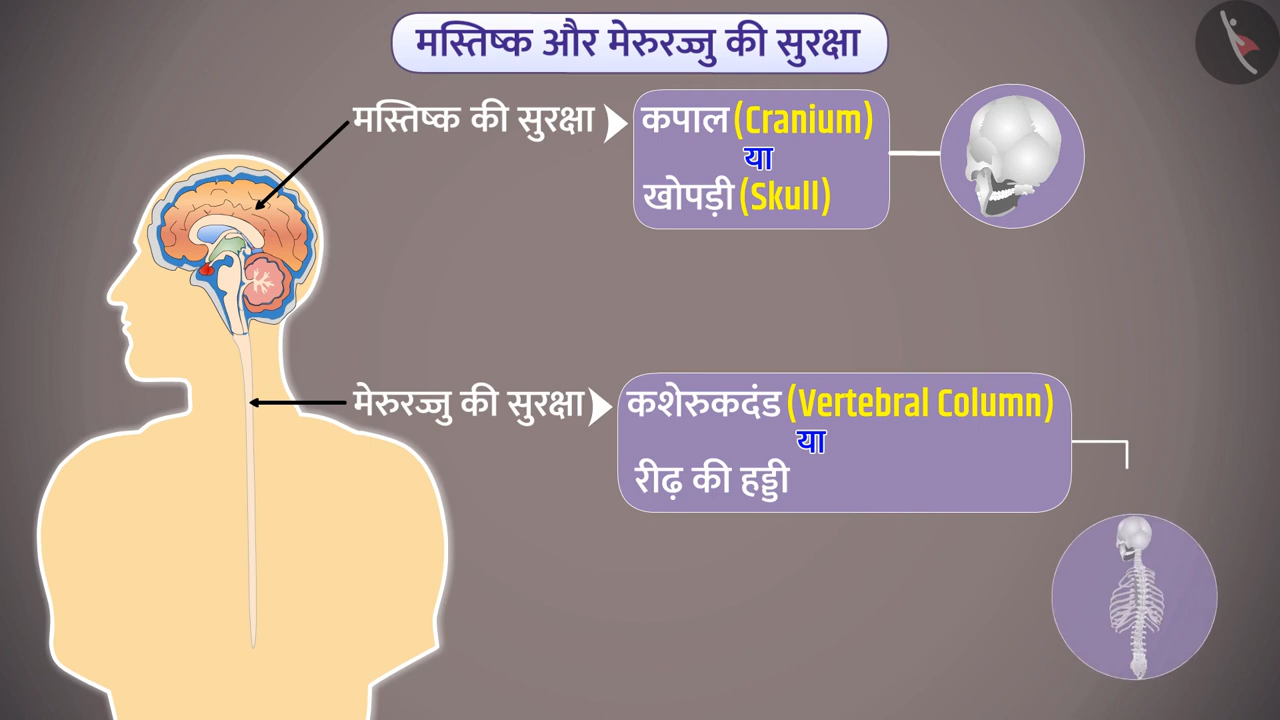 मस्तिष्क और मेरुरज्जु की सुरक्षा
मस्तिष्क की सुरक्षा
कपाल (Cranium)
या
खोपड़ी (Skull)
मेरुरज्जु की सुरक्षा
कशेरुकदंड (Vertebral Column)
या
रीढ़ की हड्डी